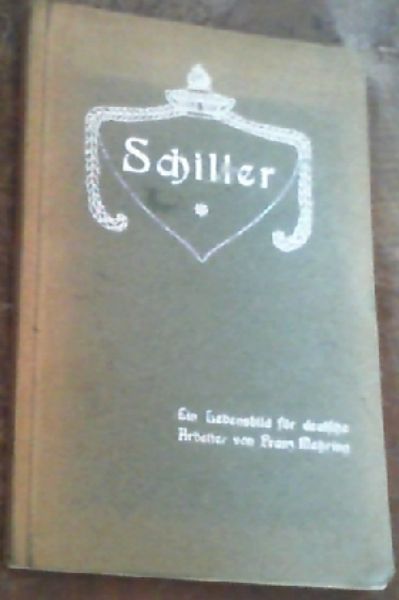 Schiller
Ein Lebensbild für deutsche
Arbeiter von Franz Mehring